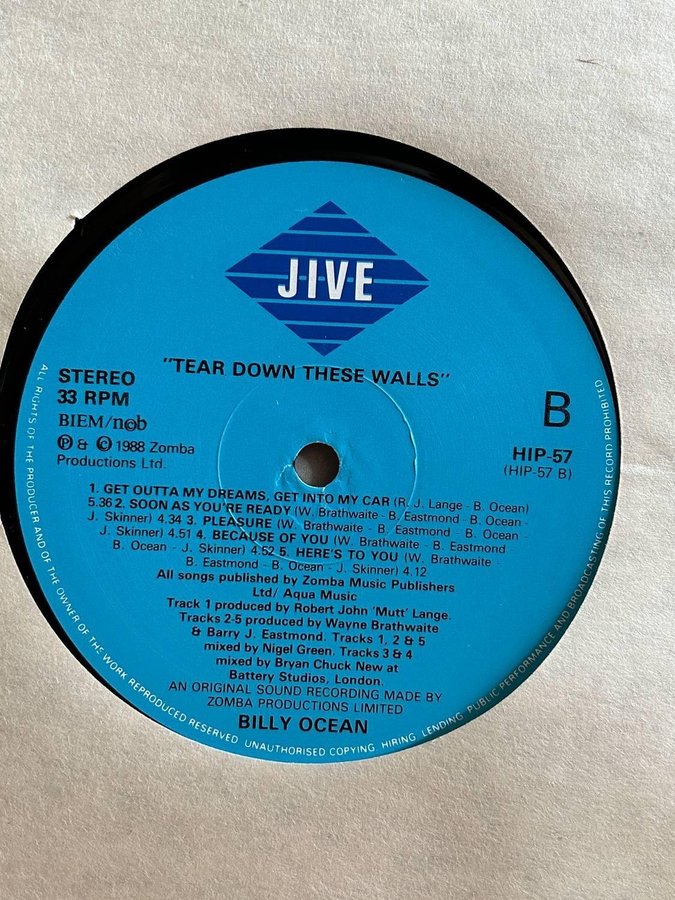 JIVE
"TEAR DOWN THESE WALLS"
STEREO
33 RPM
BIEM/ncb
Ⓟ & © 1988 Zomba
Productions Ltd.
B
HIP-57
(HIP-57 B)
1. GET OUTTA MY DREAMS, GET INTO MY CAR (R. J. Lange - B. Ocean)
5.36 2. SOON AS YOU'RE READY (W. Brathwaite - B. Eastmond - B. Ocean -
J. Skinner) 4.34 3. PLEASURE (W. Brathwaite - B. Eastmond - B. Ocean -
J. Skinner) 4.51 4. BECAUSE OF YOU (W. Brathwaite - B. Eastmond
B. Ocean - J. Skinner) 4.52 5. HERE'S TO YOU (W. Brathwaite -
B. Eastmond - B. Ocean - J. Skinner) 4.12
All songs published by Zomba Music Publishers
Ltd/ Aqua Music
Track 1 produced by Robert John 'Mutt' Lange.
Tracks 2-5 produced by Wayne Brathwaite
& Barry J. Eastmond. Tracks 1, 2 & 5
mixed by Nigel Green. Tracks 3 & 4
mixed by Bryan Chuck New at
Battery Studios, London.
AN ORIGINAL SOUND RECORDING MADE BY
ZOMBA PRODUCTIONS LIMITED
BILLY OCEAN
ALL RIGHTS OF THE PRODUCER AND OF THE OWNER OF THE WORK REPRODUCED RESERVED UNAUTHORISED COPYING, HIRING, LENDING, PUBLIC PERFORMANCE AND BROADCASTING OF THIS RECORD PROHIBITED